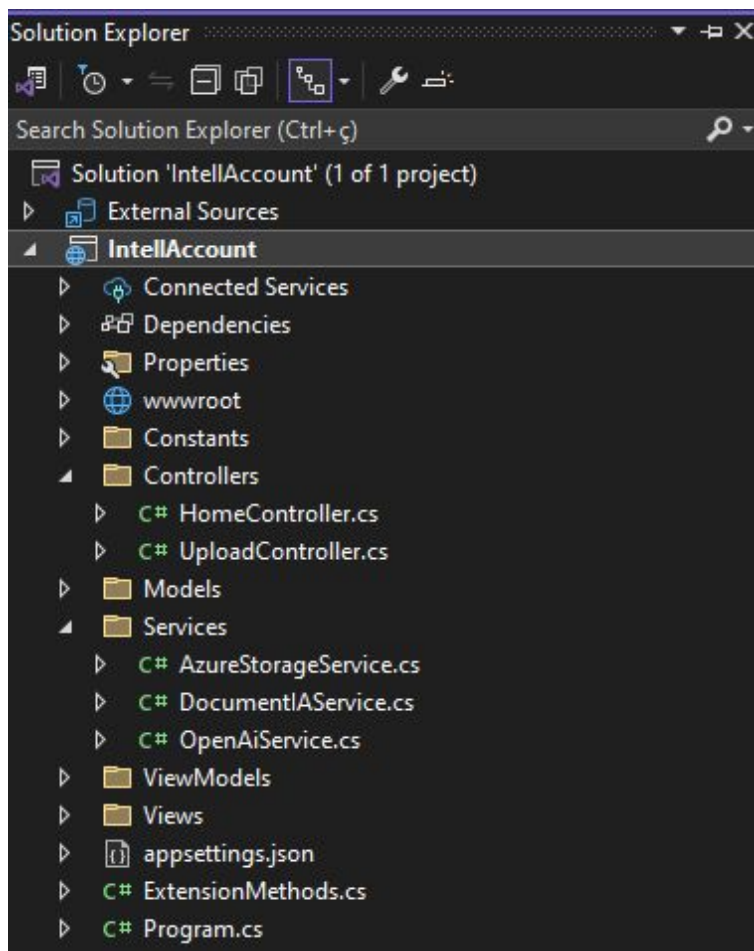 Solution Explorer
Search Solution Explorer (Ctrl+ç)
Solution 'IntellAccount' (1 of 1 project)
External Sources
IntellAccount
Connected Services
Dependencies
Properties
wwwroot
Constants
Controllers
C# HomeController.cs
C# UploadController.cs
Models
Services
C# AzureStorageService.cs
C# DocumentIAService.cs
C# OpenAiService.cs
ViewModels
Views
appsettings.json
C# ExtensionMethods.cs
C# Program.cs